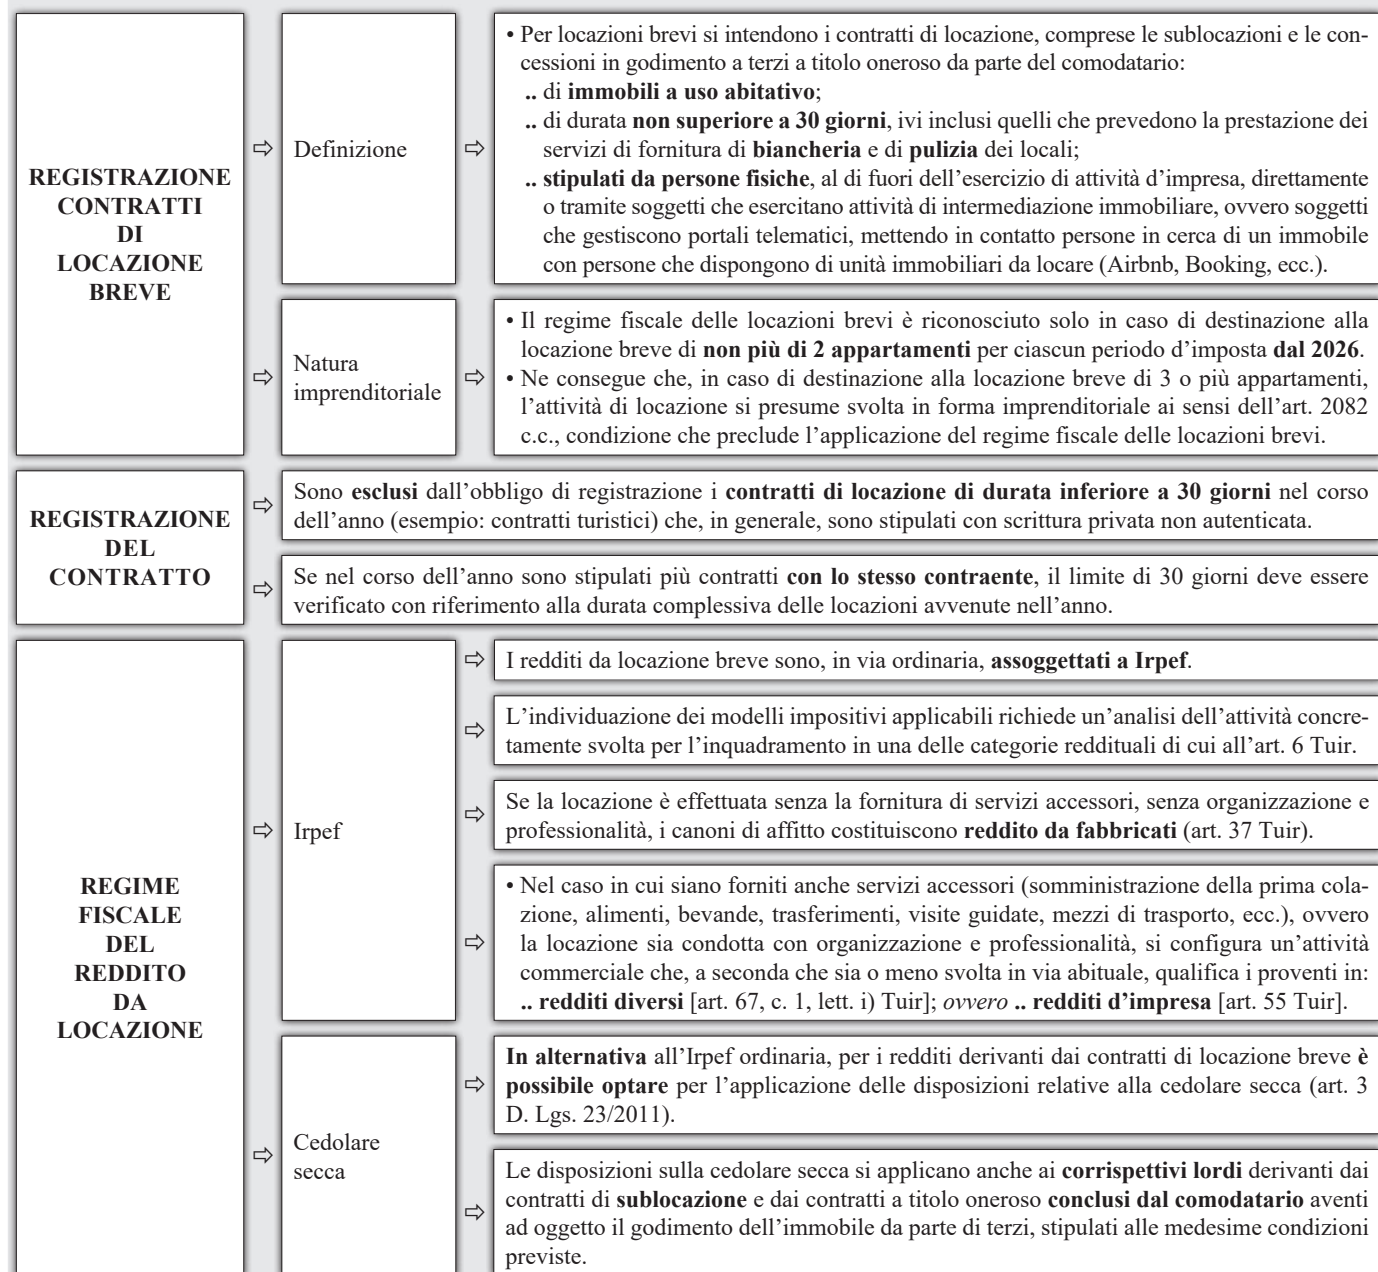 REGISTRAZIONE
CONTRATTI
DI
LOCAZIONE
BREVE
⇨
Definizione
⇨
• Per locazioni brevi si intendono i contratti di locazione, comprese le sublocazioni e le con-
cessioni in godimento a terzi a titolo oneroso da parte del comodatario:
.. di immobili a uso abitativo;
.. di durata non superiore a 30 giorni, ivi inclusi quelli che prevedono la prestazione dei
servizi di fornitura di biancheria e di pulizia dei locali;
.. stipulati da persone fisiche, al di fuori dell’esercizio di attività d’impresa, direttamente
o tramite soggetti che esercitano attività di intermediazione immobiliare, ovvero soggetti
che gestiscono portali telematici, mettendo in contatto persone in cerca di un immobile
con persone che dispongono di unità immobiliari da locare (Airbnb, Booking, ecc.).
⇨
Natura
imprenditoriale
⇨
• Il regime fiscale delle locazioni brevi è riconosciuto solo in caso di destinazione alla
locazione breve di non più di 2 appartamenti per ciascun periodo d’imposta dal 2026.
• Ne consegue che, in caso di destinazione alla locazione breve di 3 o più appartamenti,
l’attività di locazione si presume svolta in forma imprenditoriale ai sensi dell’art. 2082
c.c., condizione che preclude l’applicazione del regime fiscale delle locazioni brevi.
REGISTRAZIONE
DEL
CONTRATTO
⇨
Sono esclusi dall’obbligo di registrazione i contratti di locazione di durata inferiore a 30 giorni nel corso
dell’anno (esempio: contratti turistici) che, in generale, sono stipulati con scrittura privata non autenticata.
⇨
Se nel corso dell’anno sono stipulati più contratti con lo stesso contraente, il limite di 30 giorni deve essere
verificato con riferimento alla durata complessiva delle locazioni avvenute nell’anno.
REGIME
FISCALE
DEL
REDDITO
DA
LOCAZIONE
⇨
Irpef
⇨
I redditi da locazione breve sono, in via ordinaria, assoggettati a Irpef.
⇨
L’individuazione dei modelli impositivi applicabili richiede un’analisi dell’attività concre-
tamente svolta per l’inquadramento in una delle categorie reddituali di cui all’art. 6 Tuir.
⇨
Se la locazione è effettuata senza la fornitura di servizi accessori, senza organizzazione e
professionalità, i canoni di affitto costituiscono reddito da fabbricati (art. 37 Tuir).
⇨
• Nel caso in cui siano forniti anche servizi accessori (somministrazione della prima cola-
zione, alimenti, bevande, trasferimenti, visite guidate, mezzi di trasporto, ecc.), ovvero
la locazione sia condotta con organizzazione e professionalità, si configura un’attività
commerciale che, a seconda che sia o meno svolta in via abituale, qualifica i proventi in:
.. redditi diversi [art. 67, c. 1, lett. i) Tuir]; ovvero .. redditi d’impresa [art. 55 Tuir].
⇨
Cedolare
secca
⇨
In alternativa all’Irpef ordinaria, per i redditi derivanti dai contratti di locazione breve è
possibile optare per l’applicazione delle disposizioni relative alla cedolare secca (art. 3
D. Lgs. 23/2011).
⇨
Le disposizioni sulla cedolare secca si applicano anche ai corrispettivi lordi derivanti dai
contratti di sublocazione e dai contratti a titolo oneroso conclusi dal comodatario aventi
ad oggetto il godimento dell’immobile da parte di terzi, stipulati alle medesime condizioni
previste.